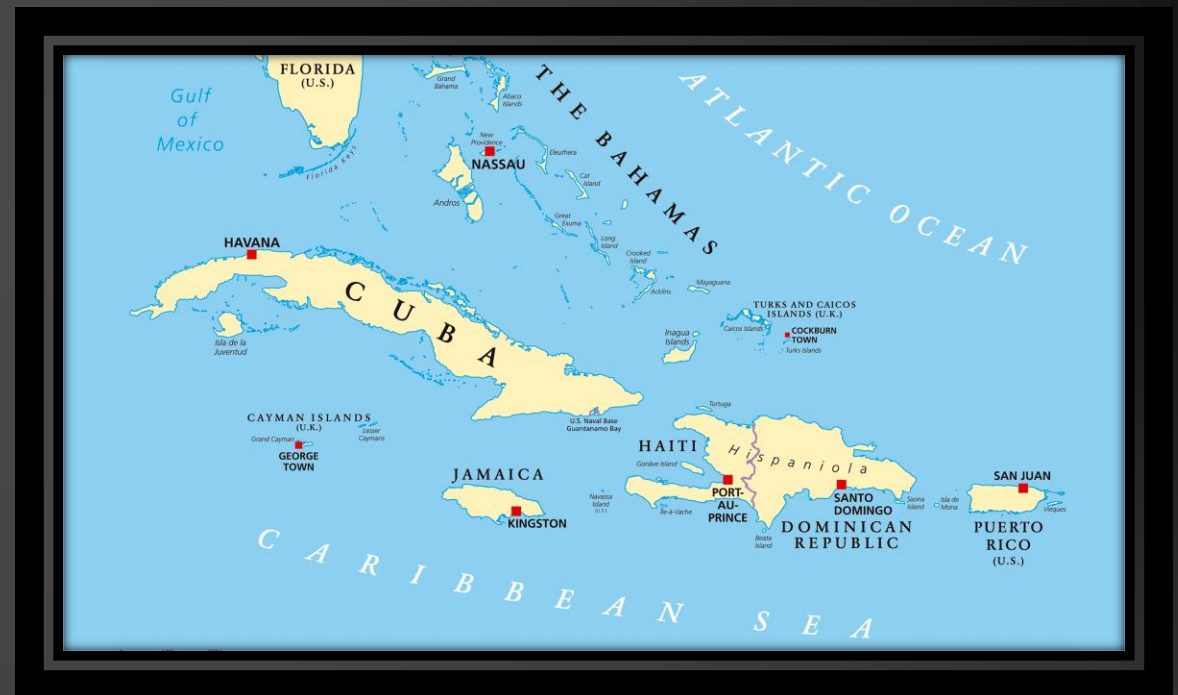 FLORIDA
(U.S.)
Gulf
of
Mexico
Florida Keys
Grand
Bahama
Abaco
Islands
THE BAHAMAS
ATLANTIC OCEAN
New
Providence
NASSAU
Eleuthera
Cat
Island
Andros
Great
Exuma
Long
Island
Crooked
Island
Acklins
Mayaguana
HAVANA
CUBA
Isla de la
Juventud
Inagua
Islands
TURKS AND CAICOS
ISLANDS (U.K.)
Caicos Islands
COCKBURN
TOWN
Turks Islands
CAYMAN ISLANDS
(U.K.)
Grand Cayman
Lesser
Caymans
GEORGE
TOWN
U.S. Naval Base
Guantanamo Bay
Tortuga
HAITI
Hispaniola
Gonâve Island
JAMAICA
KINGSTON
Navassa
Island
(U.S.)
Île-à-Vache
PORT-
AU-
PRINCE
SANTO
DOMINGO
DOMINICAN
REPUBLIC
Beata
Island
Saona
Island
Isla de
Mona
SAN JUAN
Vieques
PUERTO
RICO
(U.S.)
CARIBBEAN SEA